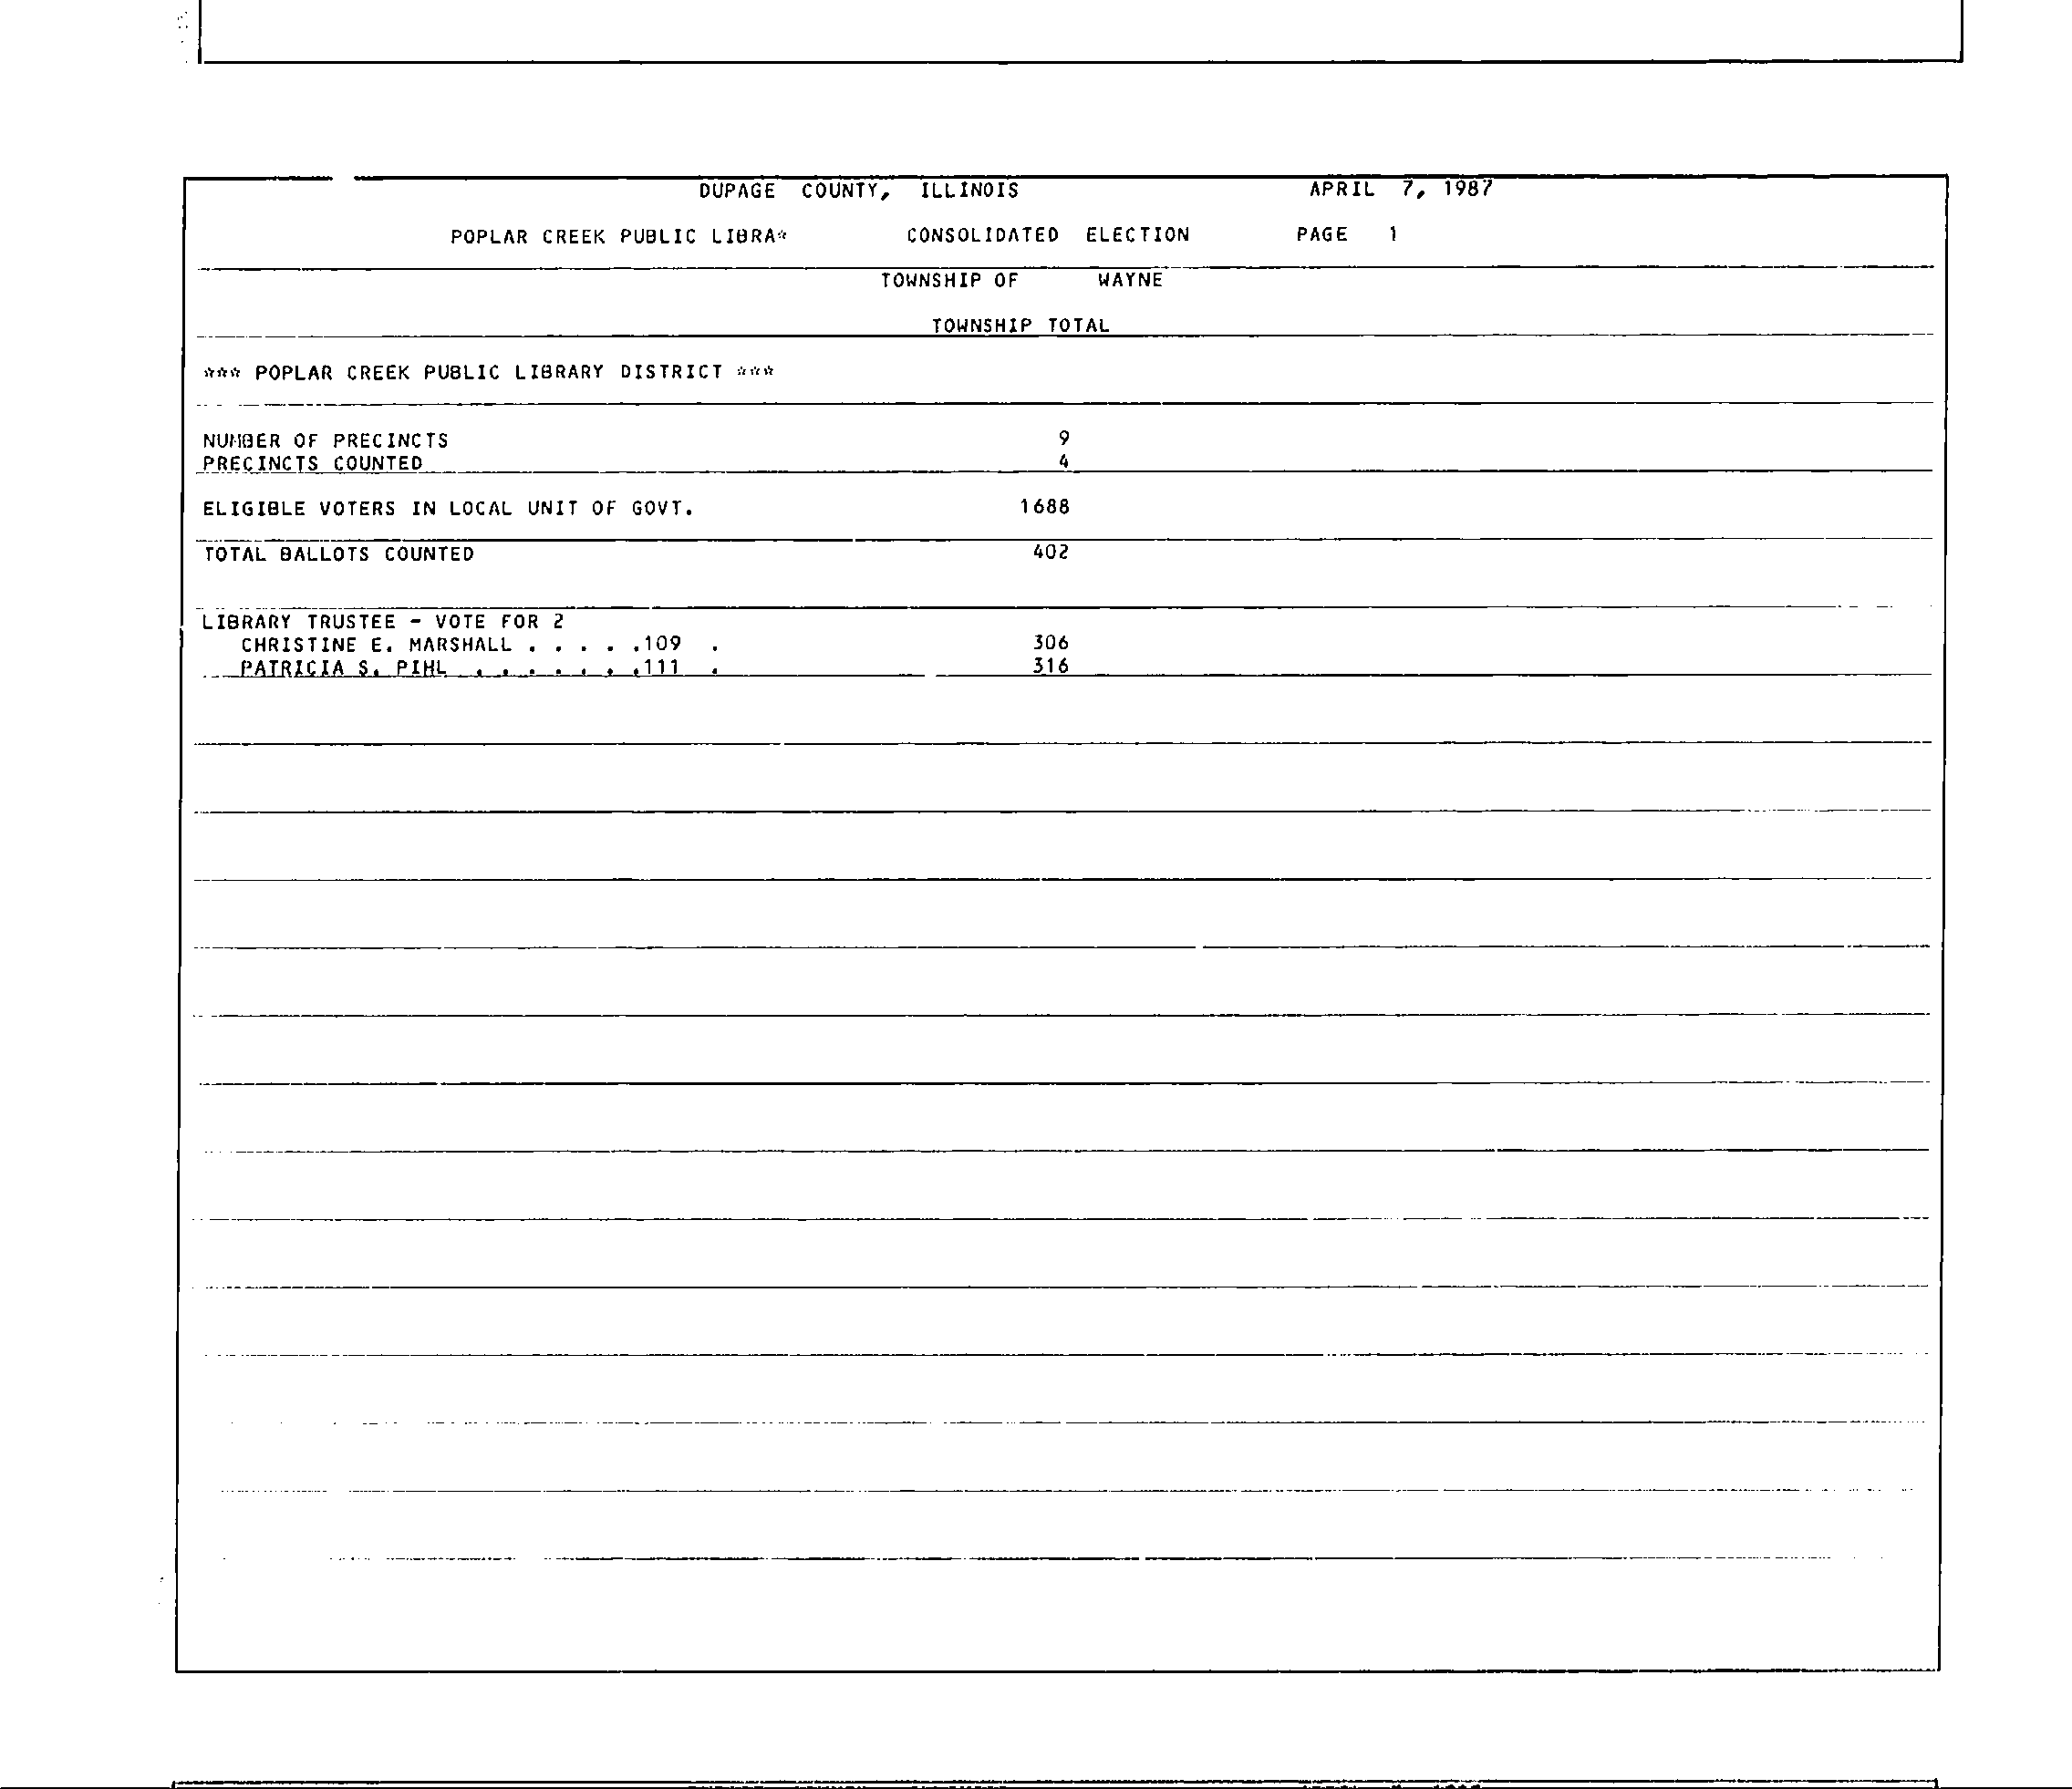 DUPAGE COUNTY, ILLINOIS APRIL 7, 1987
POPLAR CREEK PUBLIC LIBRA* CONSOLIDATED ELECTION PAGE 1
TOWNSHIP OF WAYNE
TOWNSHIP TOTAL
*** POPLAR CREEK PUBLIC LIBRARY DISTRICT ***
NUMBER OF PRECINCTS 9
PRECINCTS COUNTED 4
ELIGIBLE VOTERS IN LOCAL UNIT OF GOVT. 1688
TOTAL BALLOTS COUNTED 402
LIBRARY TRUSTEE - VOTE FOR 2
CHRISTINE E. MARSHALL . . . . .109 . 306
PATRICIA S. PIHL . . . . . . .111 . 316